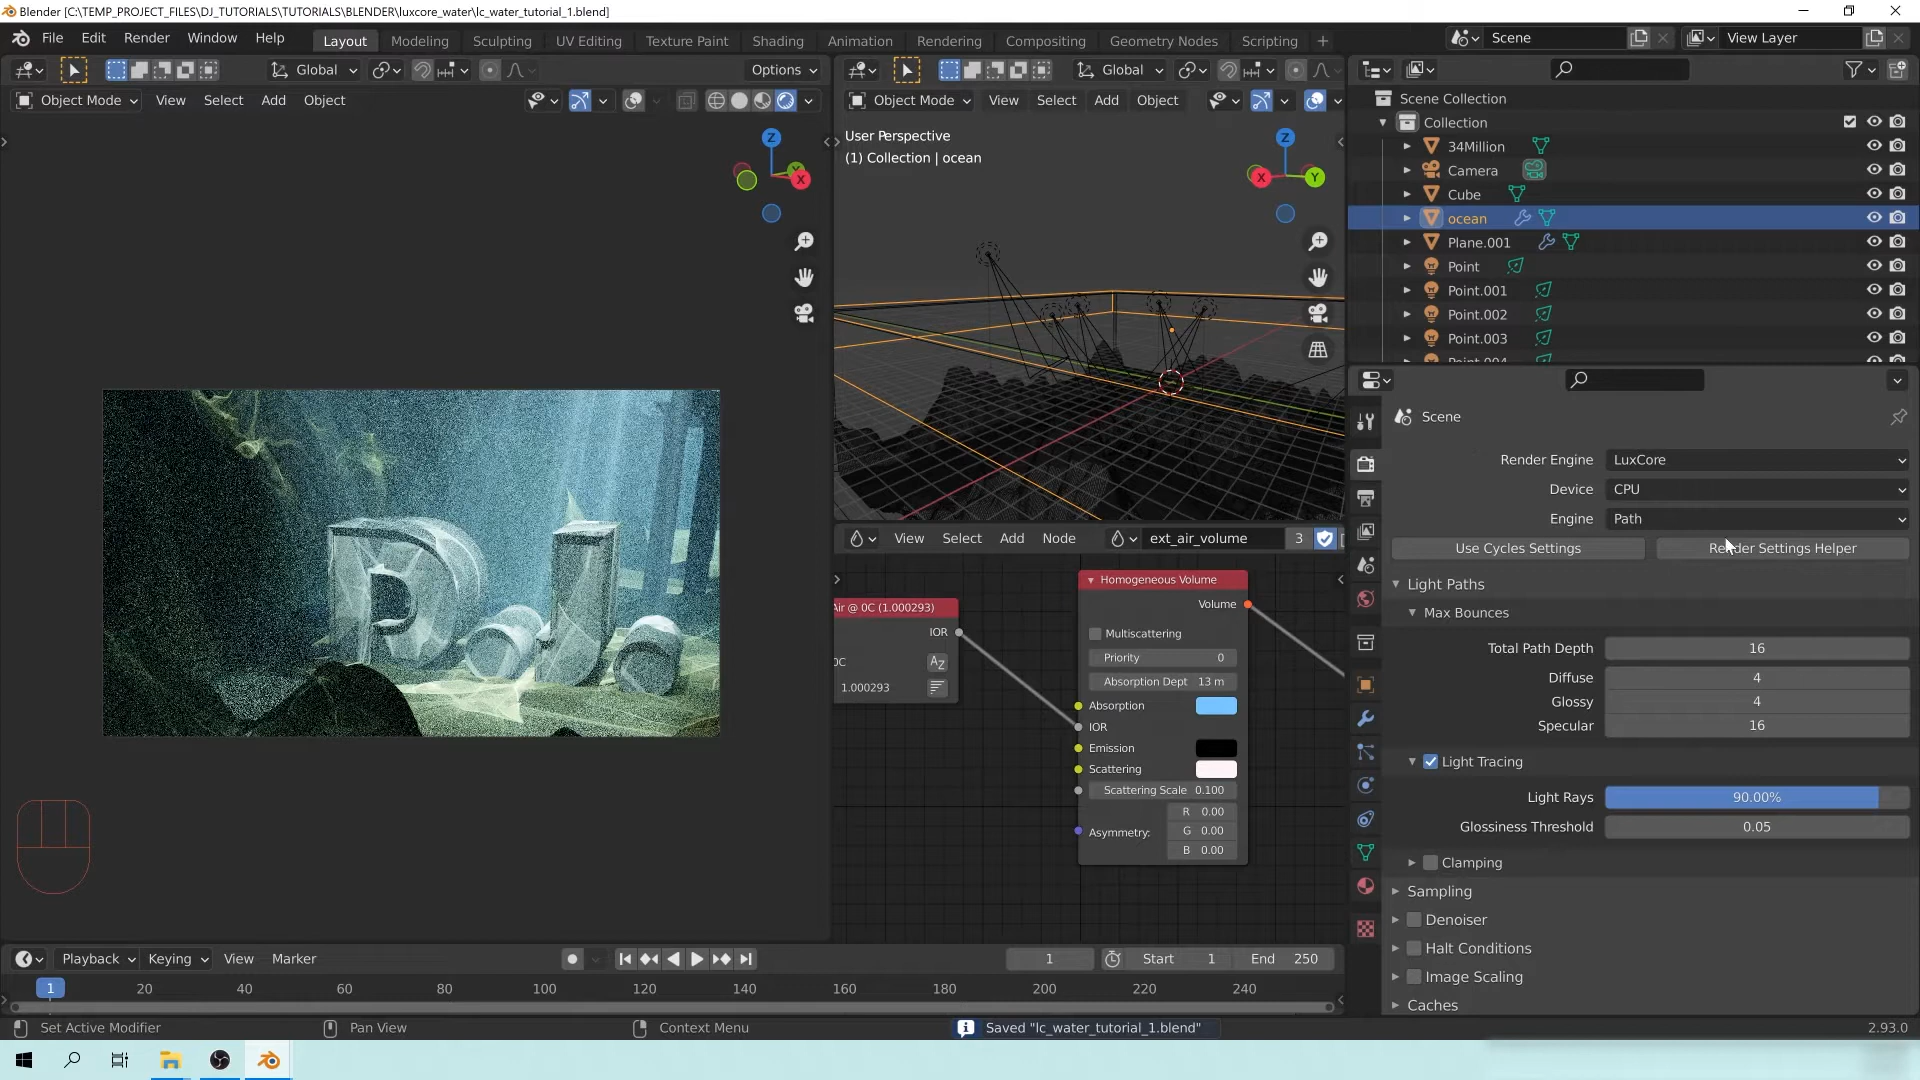 Blender [C:\TEMP_PROJECT_FILES\DJ_TUTORIALS\TUTORIALS\BLENDER\luxcore_water\lc_water_tutorial_1.blend]
File Edit Render Window Help
Layout Modeling Sculpting UV Editing Texture Paint Shading Animation Rendering Compositing Geometry Nodes Scripting +
Scene
View Layer
Global
Options
Object Mode View Select Add Object
Z
X
Global
Object Mode View Select Add Object
User Perspective
(1) Collection | ocean
Z
X
Y
DJ
View Select Add Node
ext_air_volume 3
Air @ 0C (1.000293)
IOR
0C
1.000293
Homogeneous Volume
Volume
Multiscattering
Priority 0
Absorption Dept 13 m
Absorption
IOR
Emission
Scattering
Scattering Scale 0.100
Asymmetry:
R 0.00
G 0.00
B 0.00
Scene Collection
Collection
34Million
Camera
Cube
ocean
Plane.001
Point
Point.001
Point.002
Point.003
Point.004
Scene
Render Engine LuxCore
Device CPU
Engine Path
Use Cycles Settings
Render Settings Helper
Light Paths
Max Bounces
Total Path Depth 16
Diffuse 4
Glossy 4
Specular 16
Light Tracing
Light Rays 90.00%
Glossiness Threshold 0.05
Clamping
Sampling
Denoiser
Halt Conditions
Image Scaling
Caches
Playback Keying View Marker
1
Start 1
End 250
1 20 40 60 80 100 120 140 160 180 200 220 240
Set Active Modifier
Pan View
Context Menu
Saved "lc_water_tutorial_1.blend"
2.93.0